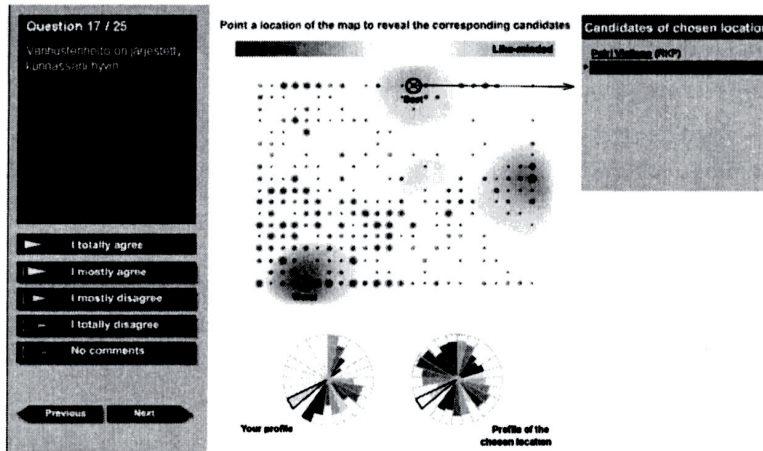 Question 17 / 25
Vanhustenhoito on järjestetty
kunnassani hyvin.
I totally agree
I mostly agree
I mostly disagree
I totally disagree
No comments
Previous
Next
Point a location of the map to reveal the corresponding candidates
Like-minded
"Best"
Your profile
Profile of the
chosen location
Candidates of chosen location
(RKP)